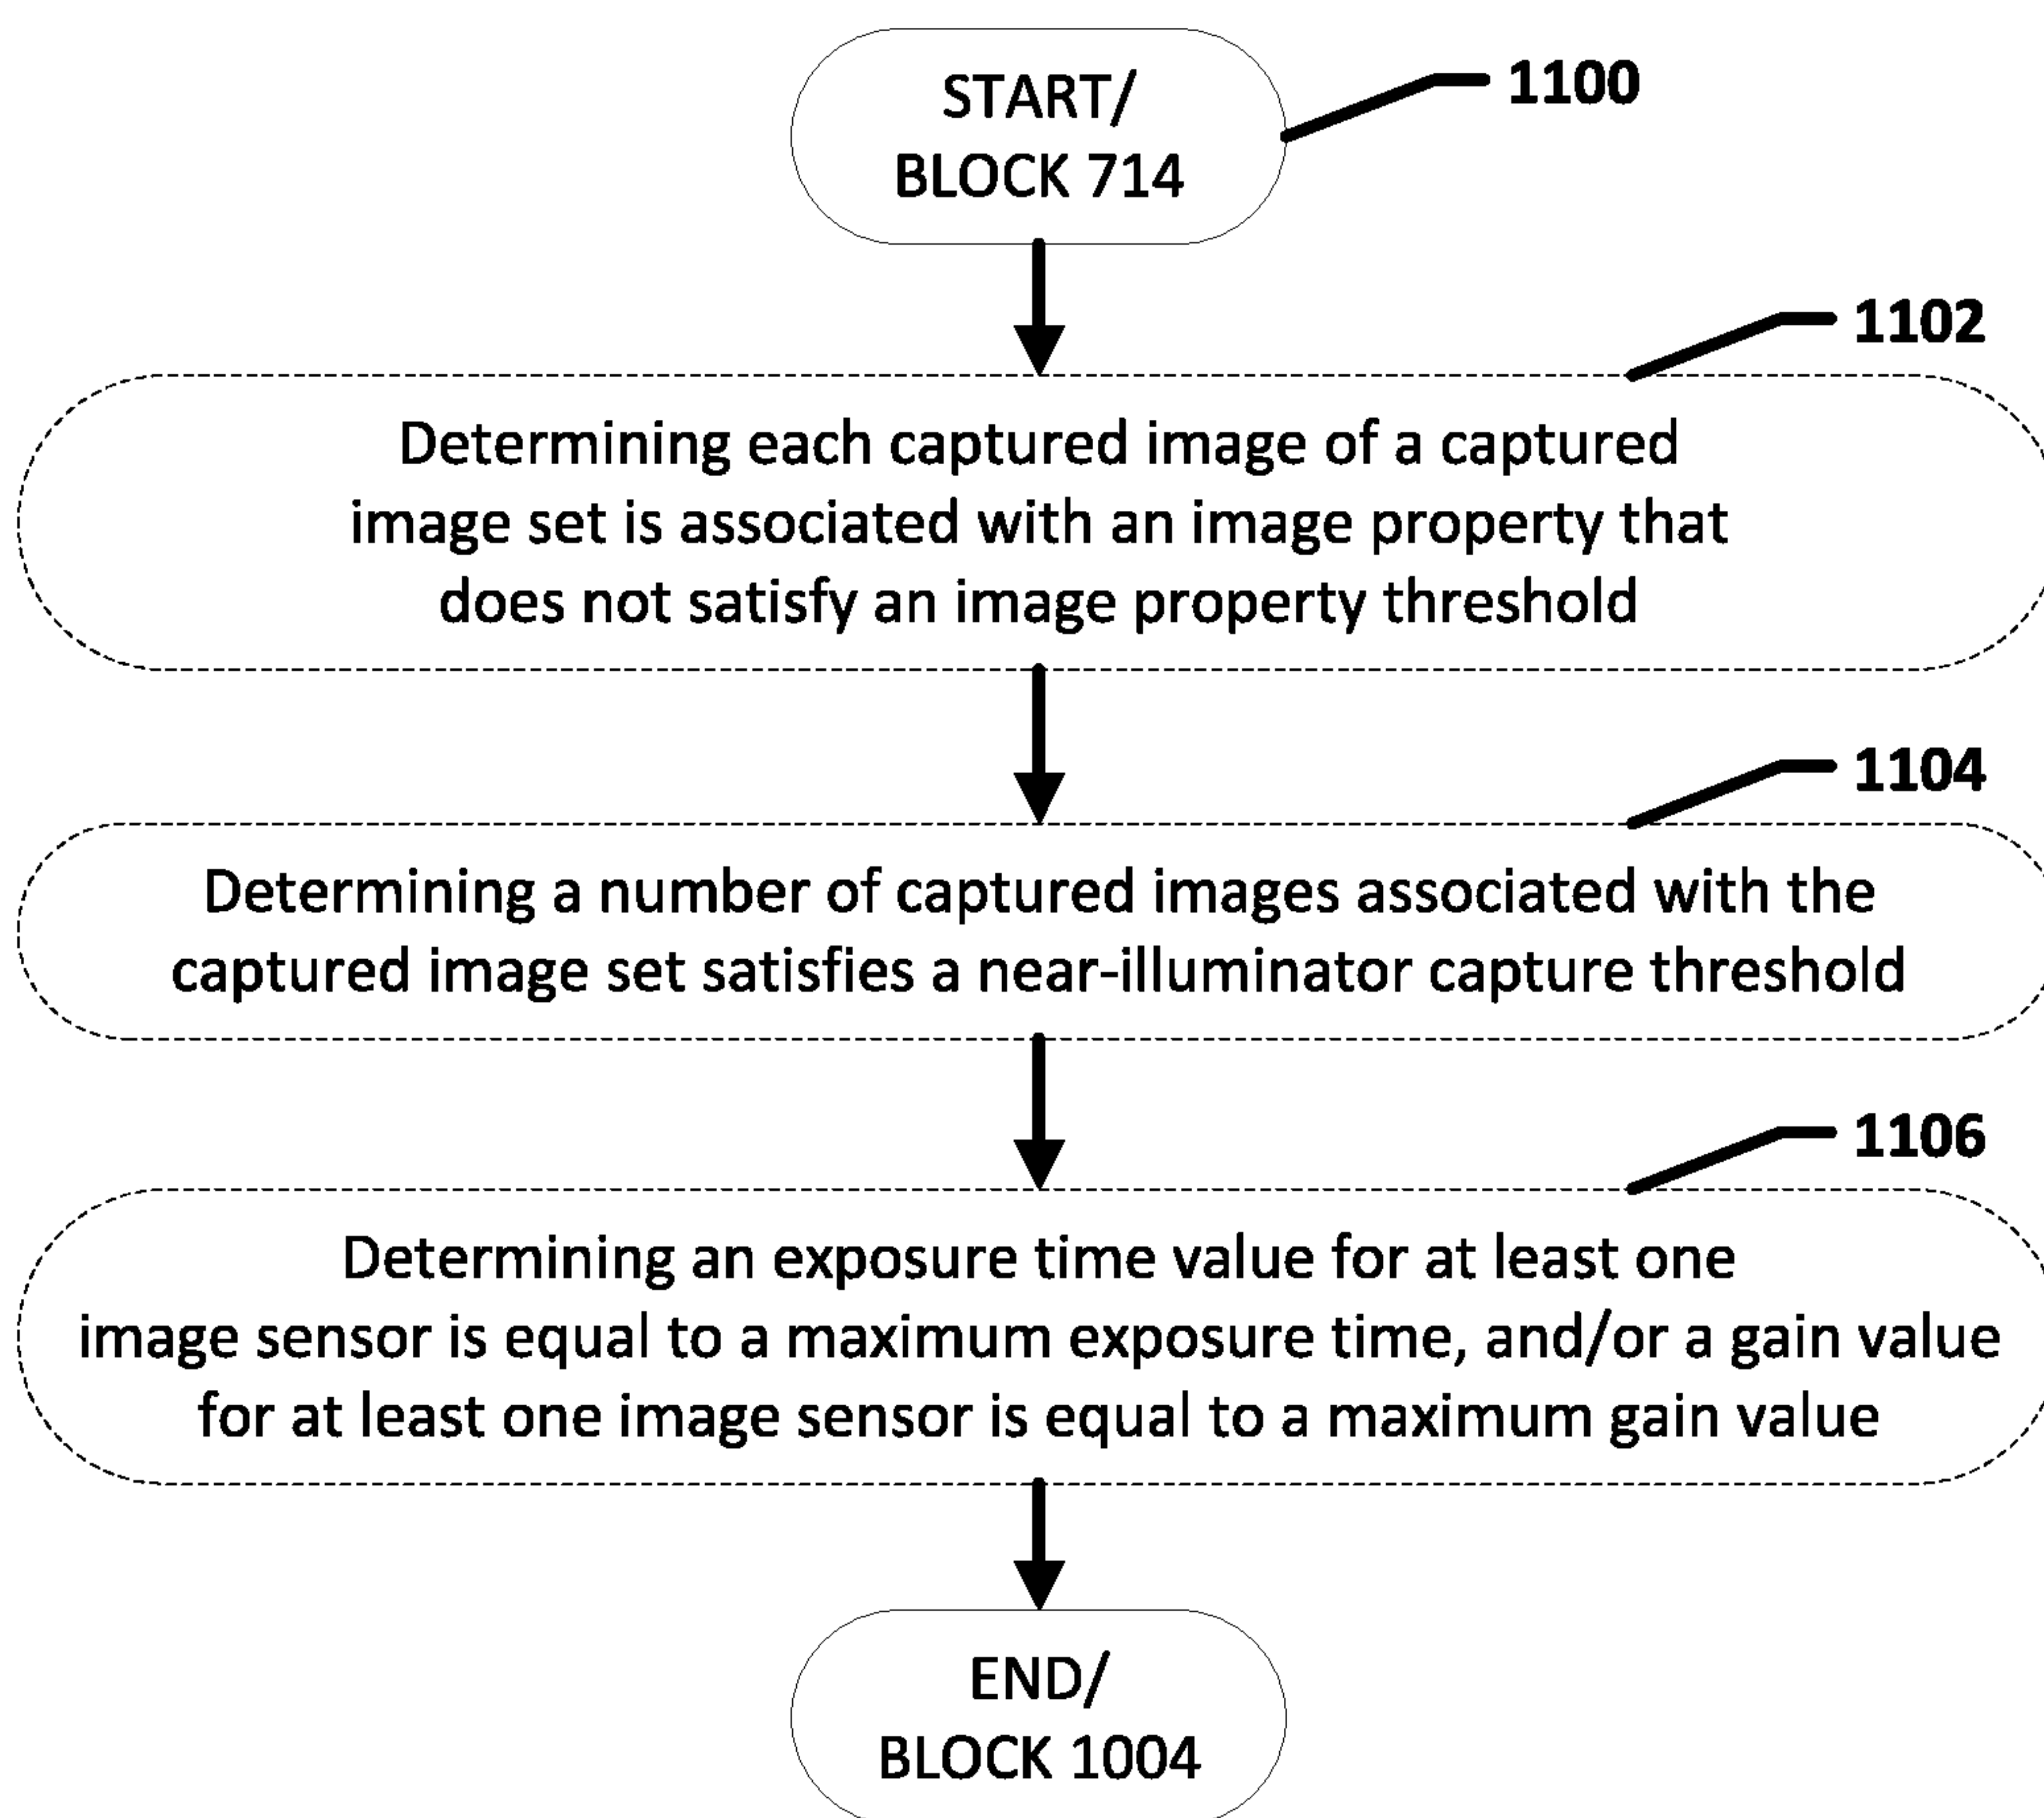 START/
BLOCK 714
1100
1102
Determining each captured image of a captured
image set is associated with an image property that
does not satisfy an image property threshold
1104
Determining a number of captured images associated with the
captured image set satisfies a near-illuminator capture threshold
1106
Determining an exposure time value for at least one
image sensor is equal to a maximum exposure time, and/or a gain value
for at least one image sensor is equal to a maximum gain value
END/
BLOCK 1004